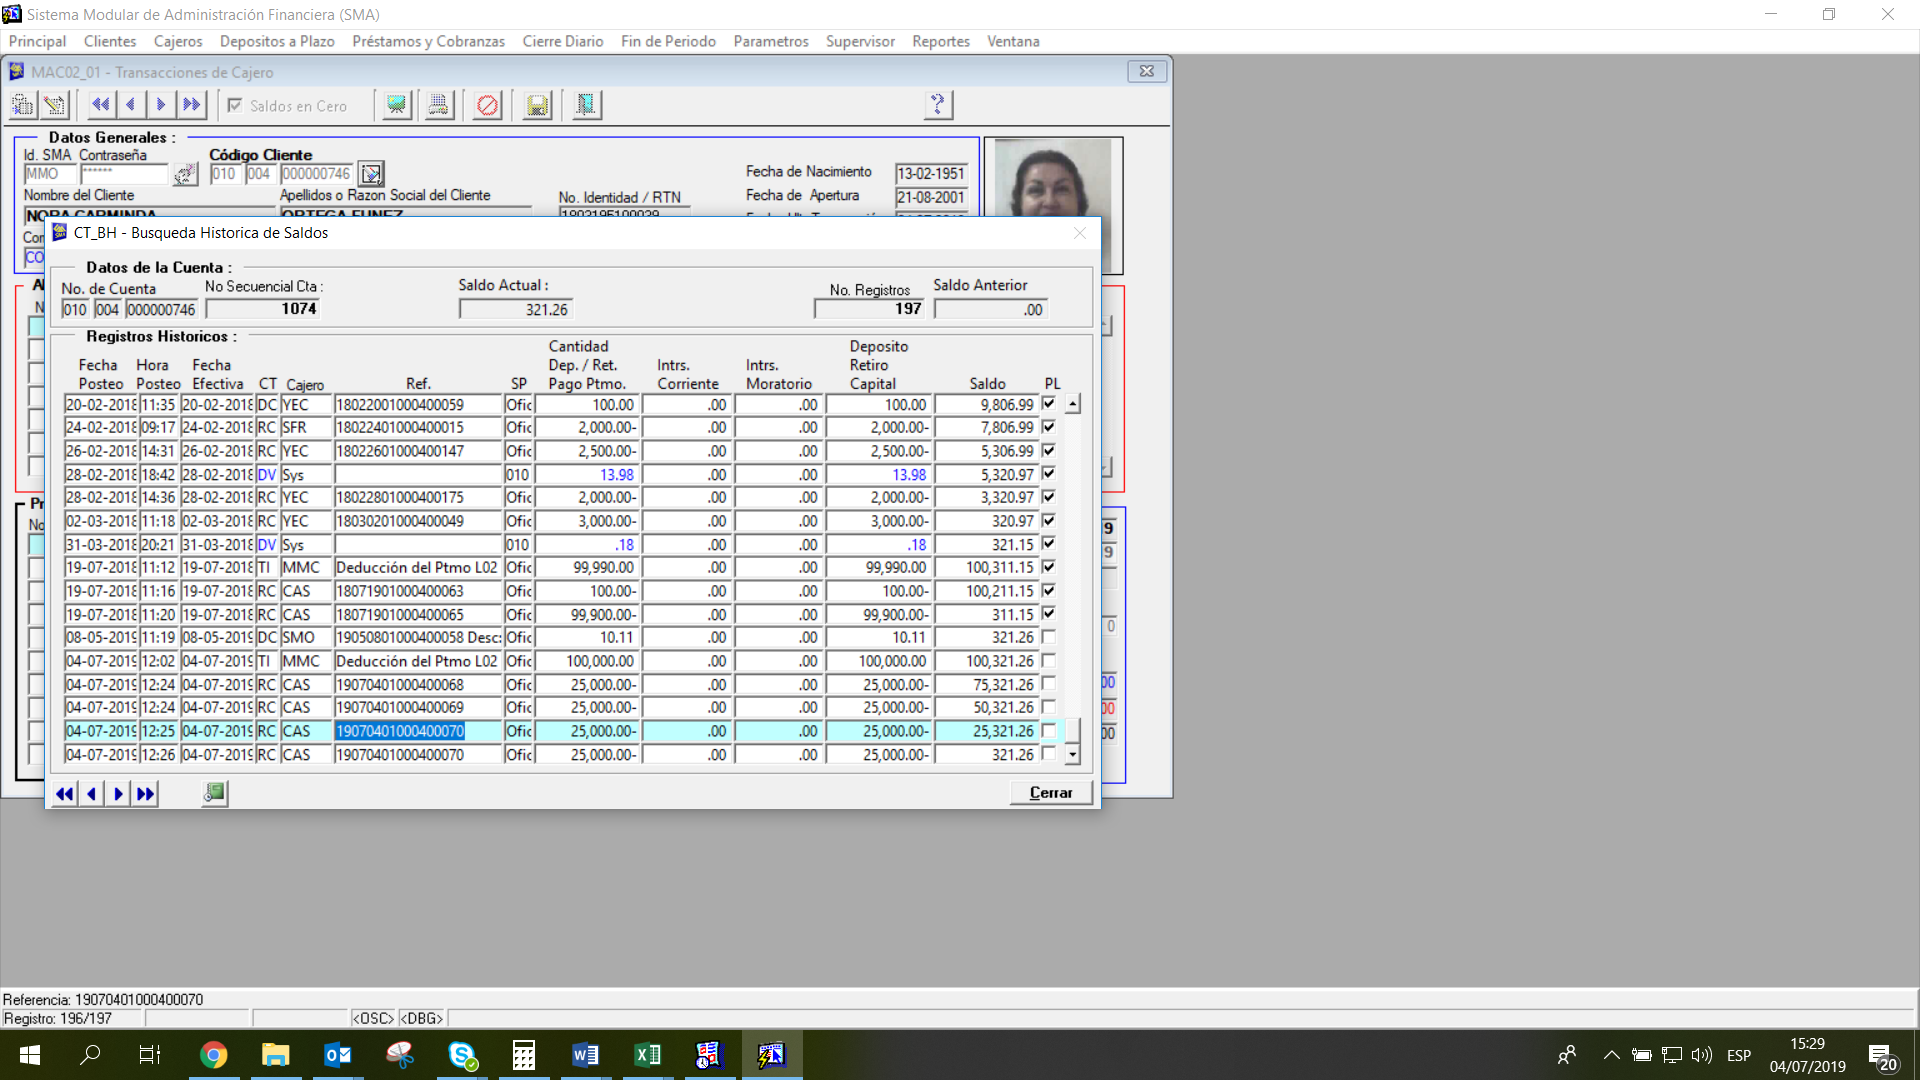 Sistema Modular de Administración Financiera (SMA)
Principal Clientes Cajeros Depositos a Plazo Préstamos y Cobranzas Cierre Diario Fin de Periodo Parametros Supervisor Reportes Ventana
MAC02_01 - Transacciones de Cajero
Saldos en Cero
Datos Generales :
Id. SMA Contraseña Código Cliente
MMO ****** 010 004 000000746
Fecha de Nacimiento 13-02-1951
Nombre del Cliente Apellidos o Razon Social del Cliente No. Identidad / RTN
Fecha de Apertura 21-08-2001
NORA CARMINDA ORTEGA FUNEZ
CT_BH - Busqueda Historica de Saldos
Datos de la Cuenta :
No. de Cuenta No Secuencial Cta : Saldo Actual : No. Registros Saldo Anterior
010 004 000000746 1074 321.26 197 .00
Registros Historicos :
Fecha Posteo Hora Posteo Fecha Efectiva CT Cajero Ref. SP Cantidad Dep. / Ret. Pago Ptmo. Intrs. Corriente Intrs. Moratorio Deposito Retiro Capital Saldo PL
20-02-2018 11:35 20-02-2018 DC YEC 18022001000400059 Ofic 100.00 .00 .00 100.00 9,806.99
24-02-2018 09:17 24-02-2018 RC SFR 18022401000400015 Ofic 2,000.00- .00 .00 2,000.00- 7,806.99
26-02-2018 14:31 26-02-2018 RC YEC 18022601000400147 Ofic 2,500.00- .00 .00 2,500.00- 5,306.99
28-02-2018 18:42 28-02-2018 DV Sys 010 13.98 .00 .00 13.98 5,320.97
28-02-2018 14:36 28-02-2018 RC YEC 18022801000400175 Ofic 2,000.00- .00 .00 2,000.00- 3,320.97
02-03-2018 11:18 02-03-2018 RC YEC 18030201000400049 Ofic 3,000.00- .00 .00 3,000.00- 320.97
31-03-2018 20:21 31-03-2018 DV Sys 010 .18 .00 .00 .18 321.15
19-07-2018 11:12 19-07-2018 TI MMC Deducción del Ptmo L02 Ofic 99,990.00 .00 .00 99,990.00 100,311.15
19-07-2018 11:16 19-07-2018 RC CAS 18071901000400063 Ofic 100.00- .00 .00 100.00- 100,211.15
19-07-2018 11:20 19-07-2018 RC CAS 18071901000400065 Ofic 99,900.00- .00 .00 99,900.00- 311.15
08-05-2019 11:19 08-05-2019 DC SMO 19050801000400058 Desc: Ofic 10.11 .00 .00 10.11 321.26
04-07-2019 12:02 04-07-2019 TI MMC Deducción del Ptmo L02 Ofic 100,000.00 .00 .00 100,000.00 100,321.26
04-07-2019 12:24 04-07-2019 RC CAS 19070401000400068 Ofic 25,000.00- .00 .00 25,000.00- 75,321.26
04-07-2019 12:24 04-07-2019 RC CAS 19070401000400069 Ofic 25,000.00- .00 .00 25,000.00- 50,321.26
04-07-2019 12:25 04-07-2019 RC CAS 19070401000400070 Ofic 25,000.00- .00 .00 25,000.00- 25,321.26
04-07-2019 12:26 04-07-2019 RC CAS 19070401000400070 Ofic 25,000.00- .00 .00 25,000.00- 321.26
Cerrar
Referencia: 19070401000400070
Registro: 196/197 <OSC> <DBG>
ESP
15:29
04/07/2019
20